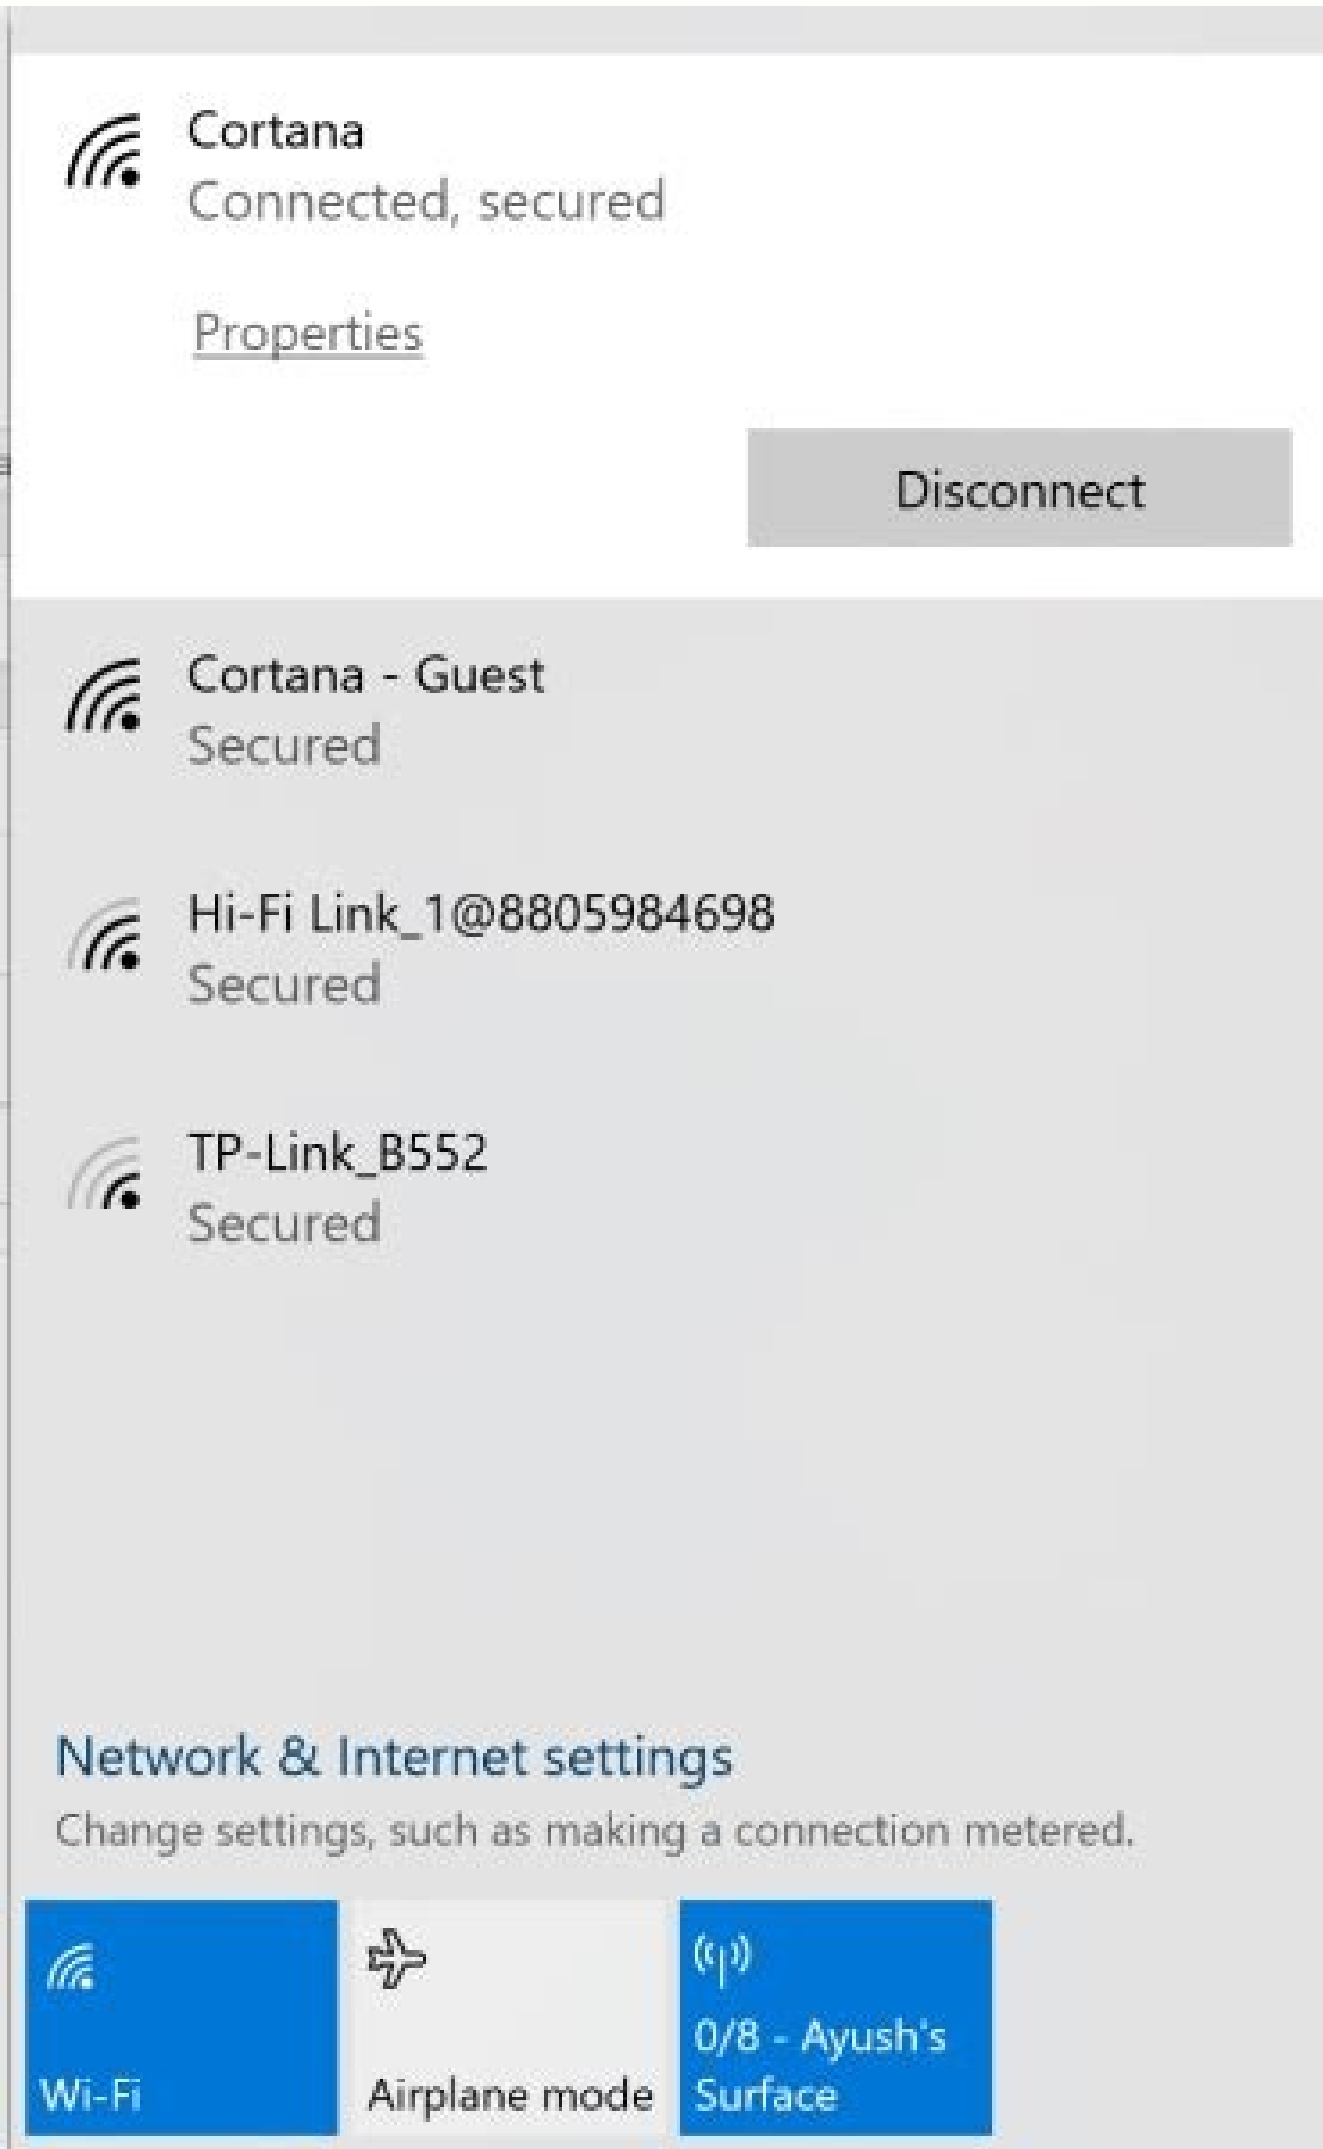 Cortana
Connected, secured
Properties
Disconnect
Cortana - Guest
Secured
Hi-Fi Link_1@8805984698
Secured
TP-Link_B552
Secured
Network & Internet settings
Change settings, such as making a connection metered.
Wi-Fi
Airplane mode
0/8 - Ayush's
Surface